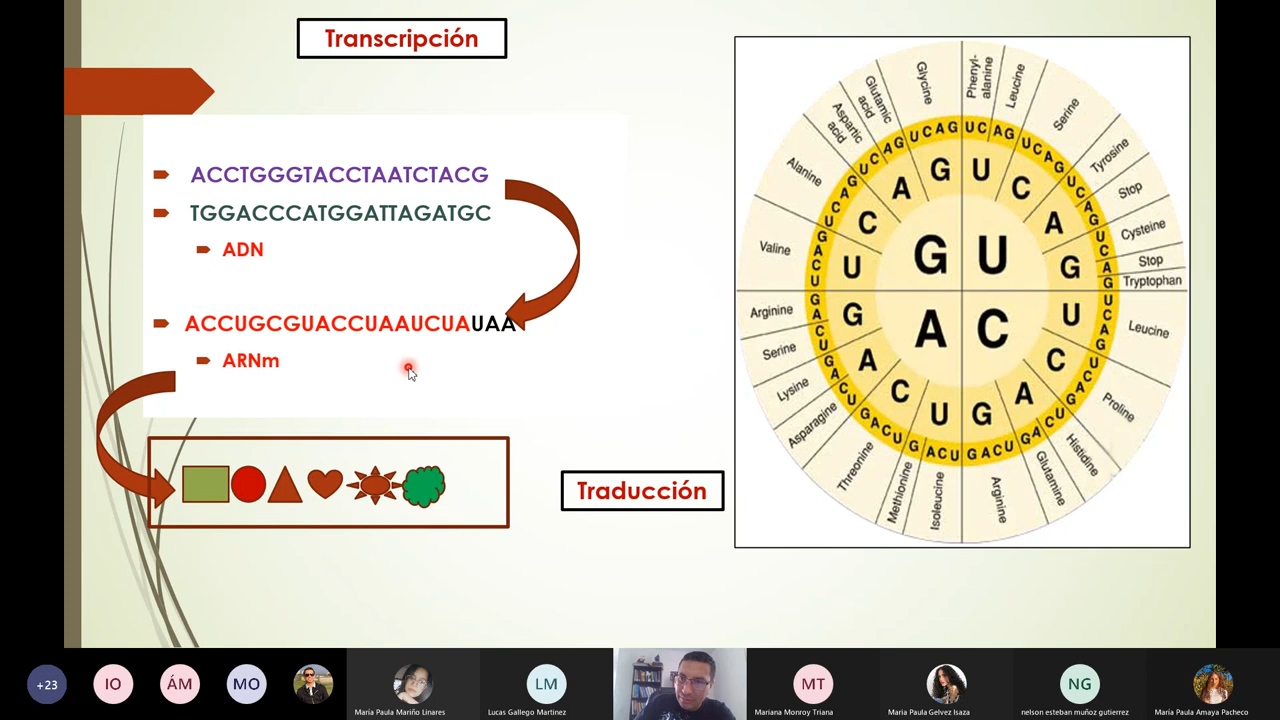 Transcripción
ACCTGGGTACCTAATCTACG
TGGACCCATGGATTAGATGC
ADN
ACCUGCGUACCUAAUCUAUAA
ARNm
Traducción
Phenyl-
alanine
Leucine
Serine
Tyrosine
Stop
Cysteine
Stop
Tryptophan
Leucine
Proline
Histidine
Glutamine
Arginine
Isoleucine
Methionine
Threonine
Asparagine
Lysine
Serine
Arginine
Valine
Alanine
Aspartic
acid
Glutamic
acid
Glycine
G U
A C
G U C A G U C A G U C A G U C A
+23
IO
ÁM
MO
María Paula Mariño Linares
LM
Lucas Gallego Martinez
MT
Mariana Monroy Triana
Maria Paula Gelvez Isaza
NG
nelson esteban muñoz gutierrez
María Paula Amaya Pacheco